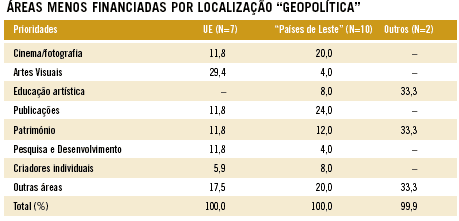 ÁREAS MENOS FINANCIADAS POR LOCALIZAÇÃO “GEOPOLÍTICA”
Prioridades UE (N=7) “Países de Leste” (N=10) Outros (N=2)
Cinema/fotografia 11,8 20,0 –
Artes Visuais 29,4 4,0 –
Educação artística – 8,0 33,3
Publicações 11,8 24,0 –
Património 11,8 12,0 33,3
Pesquisa e Desenvolvimento 11,8 4,0 –
Criadores individuais 5,9 8,0 –
Outras áreas 17,5 20,0 33,3
Total (%) 100,0 100,0 99,9